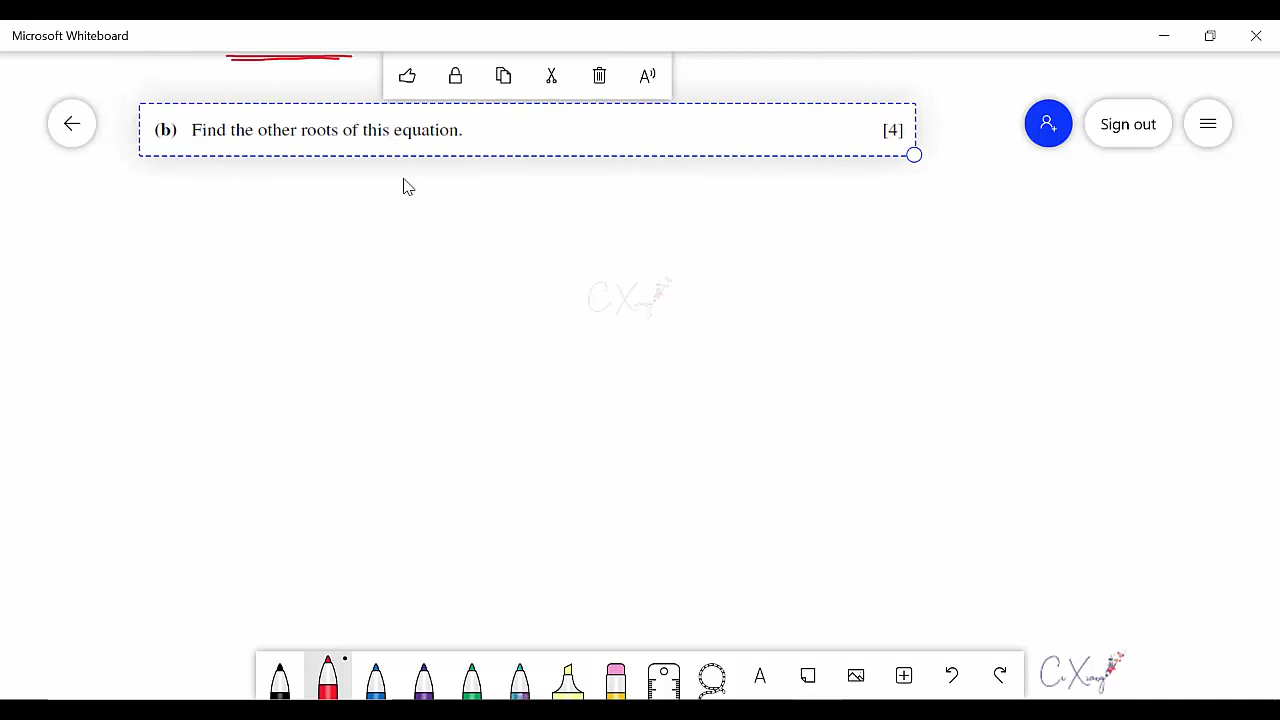 Microsoft Whiteboard
(b) Find the other roots of this equation. [4]
Sign out